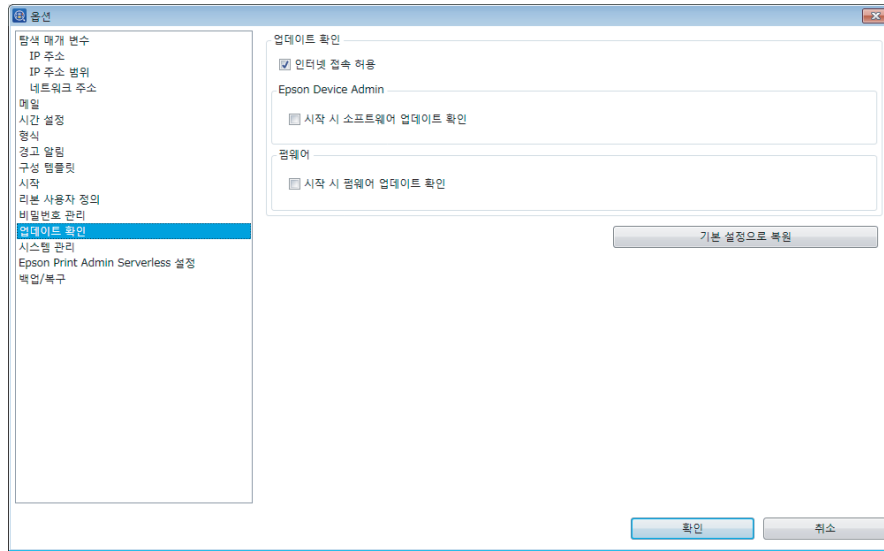 옵션
탐색 매개 변수
IP 주소
IP 주소 범위
네트워크 주소
메일
시간 설정
형식
경고 알림
구성 템플릿
시작
리본 사용자 정의
비밀번호 관리
업데이트 확인
시스템 관리
Epson Print Admin Serverless 설정
백업/복구
업데이트 확인
인터넷 접속 허용
Epson Device Admin
시작 시 소프트웨어 업데이트 확인
펌웨어
시작 시 펌웨어 업데이트 확인
기본 설정으로 복원
확인
취소